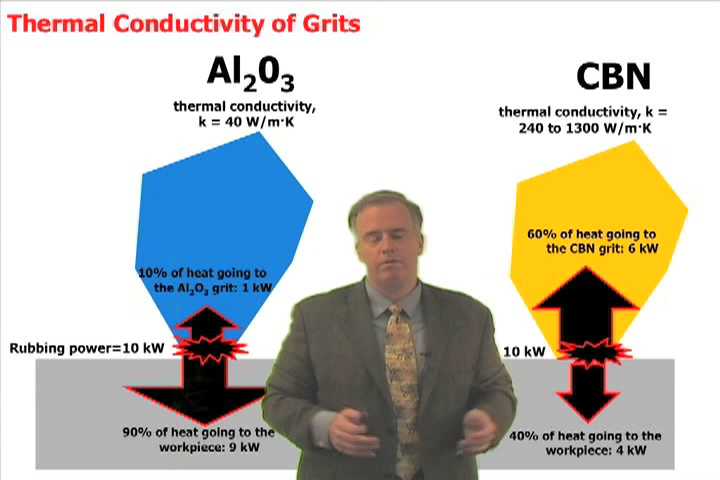 Thermal Conductivity of Grits
Al₂O₃
thermal conductivity,
k = 40 W/m·K
10% of heat going to
the Al₂O₃ grit: 1 kW
Rubbing power=10 kW
90% of heat going to the
workpiece: 9 kW
CBN
thermal conductivity, k =
240 to 1300 W/m·K
60% of heat going to
the CBN grit: 6 kW
10 kW
40% of heat going to the
workpiece: 4 kW